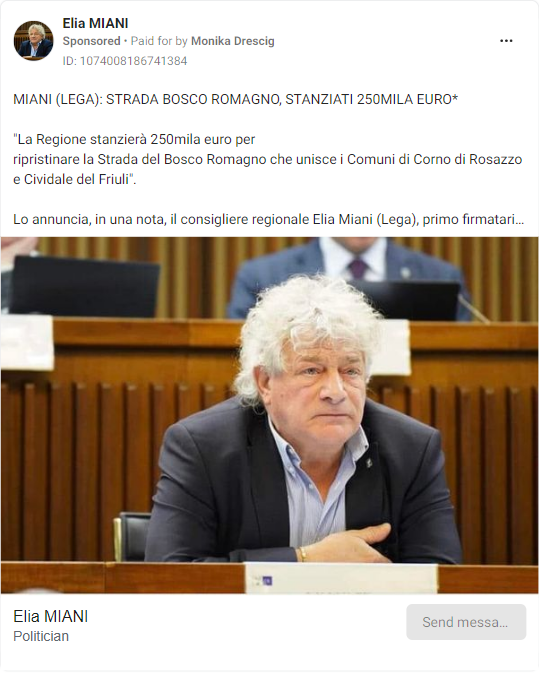 Elia MIANI
Sponsored • Paid for by Monika Drescig
ID: 1074008186741384
MIANI (LEGA): STRADA BOSCO ROMAGNO, STANZIATI 250MILA EURO*
"La Regione stanzierà 250mila euro per
ripristinare la Strada del Bosco Romagno che unisce i Comuni di Corno di Rosazzo
e Cividale del Friuli".
Lo annuncia, in una nota, il consigliere regionale Elia Miani (Lega), primo firmatari...
Elia MIANI
Politician
Send messa...